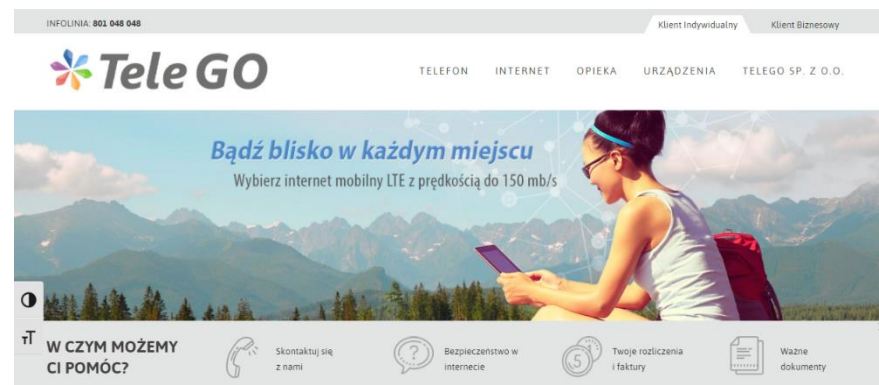 INFOLINIA: 801 048 048
Klient Indywidualny
Klient Biznesowy
Tele GO
TELEFON
INTERNET
OPIEKA
URZĄDZENIA
TELEGO SP. Z O.O.
Bądź blisko w każdym miejscu
Wybierz internet mobilny LTE z prędkością do 150 mb/s
TT
W CZYM MOŻEMY
CI POMÓC?
Skontaktuj się
z nami
?
Bezpieczeństwo w
internecie
5
Twoje rozliczenia
i faktury
Ważne
dokumenty